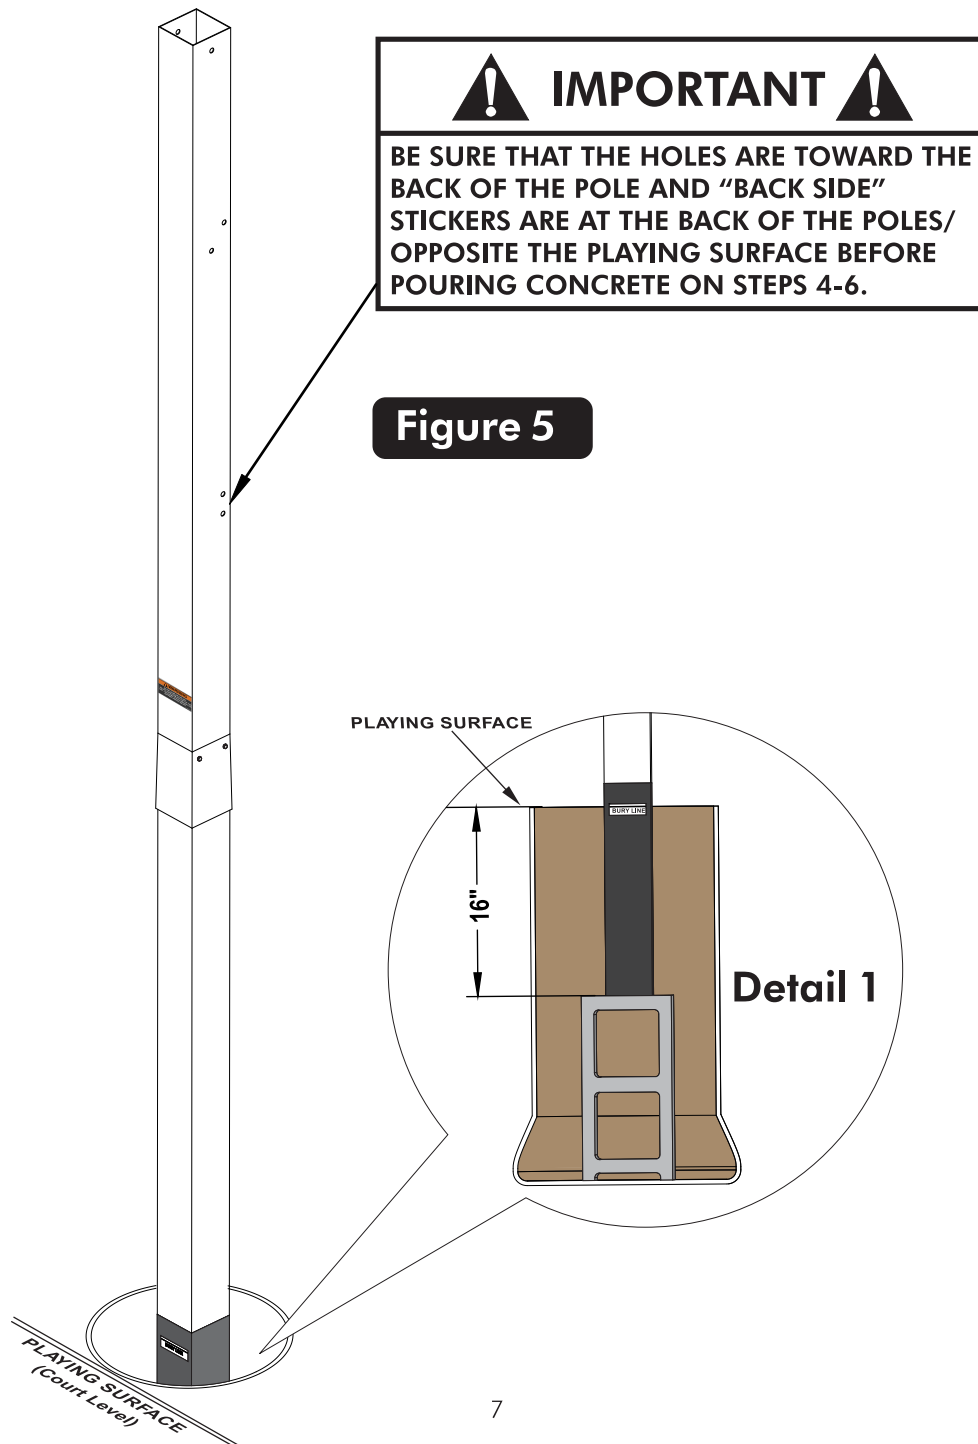 IMPORTANT
BE SURE THAT THE HOLES ARE TOWARD THE
BACK OF THE POLE AND “BACK SIDE”
STICKERS ARE AT THE BACK OF THE POLES/
OPPOSITE THE PLAYING SURFACE BEFORE
POURING CONCRETE ON STEPS 4-6.
Figure 5
PLAYING SURFACE
BURY LINE
16"
Detail 1
PLAYING SURFACE
(Court Level)
7